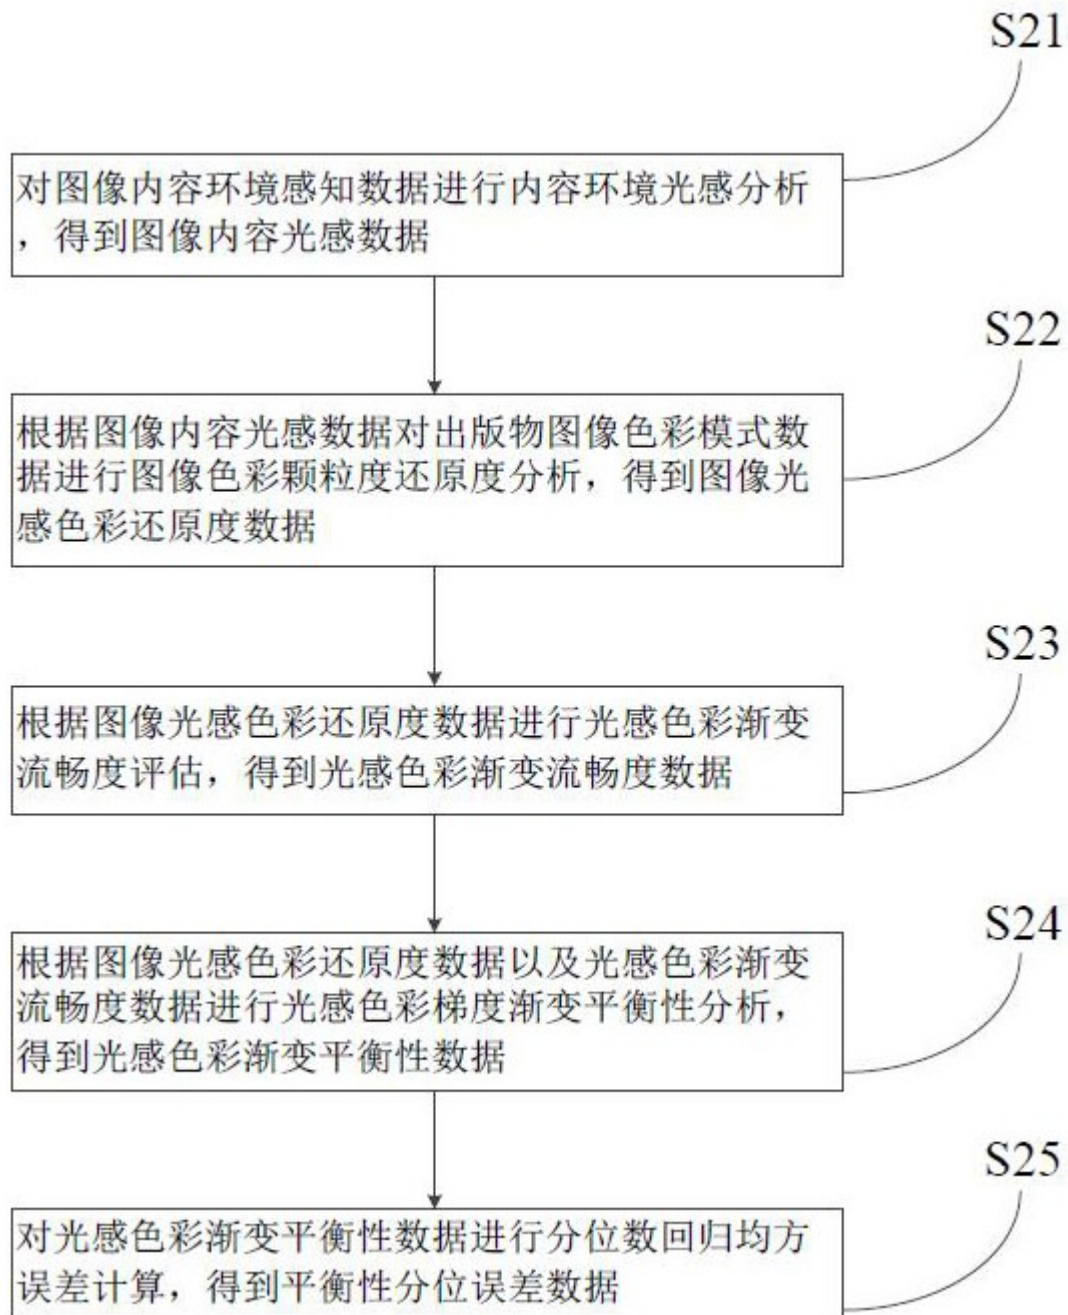 S21
对图像内容环境感知数据进行内容环境光感分析
，得到图像内容光感数据
S22
根据图像内容光感数据对出版物图像色彩模式数
据进行图像色彩颗粒度还原度分析，得到图像光
感色彩还原度数据
S23
根据图像光感色彩还原度数据进行光感色彩渐变
流畅度评估，得到光感色彩渐变流畅度数据
S24
根据图像光感色彩还原度数据以及光感色彩渐变
流畅度数据进行光感色彩梯度渐变平衡性分析，
得到光感色彩渐变平衡性数据
S25
对光感色彩渐变平衡性数据进行分位数回归均方
误差计算，得到平衡性分位误差数据